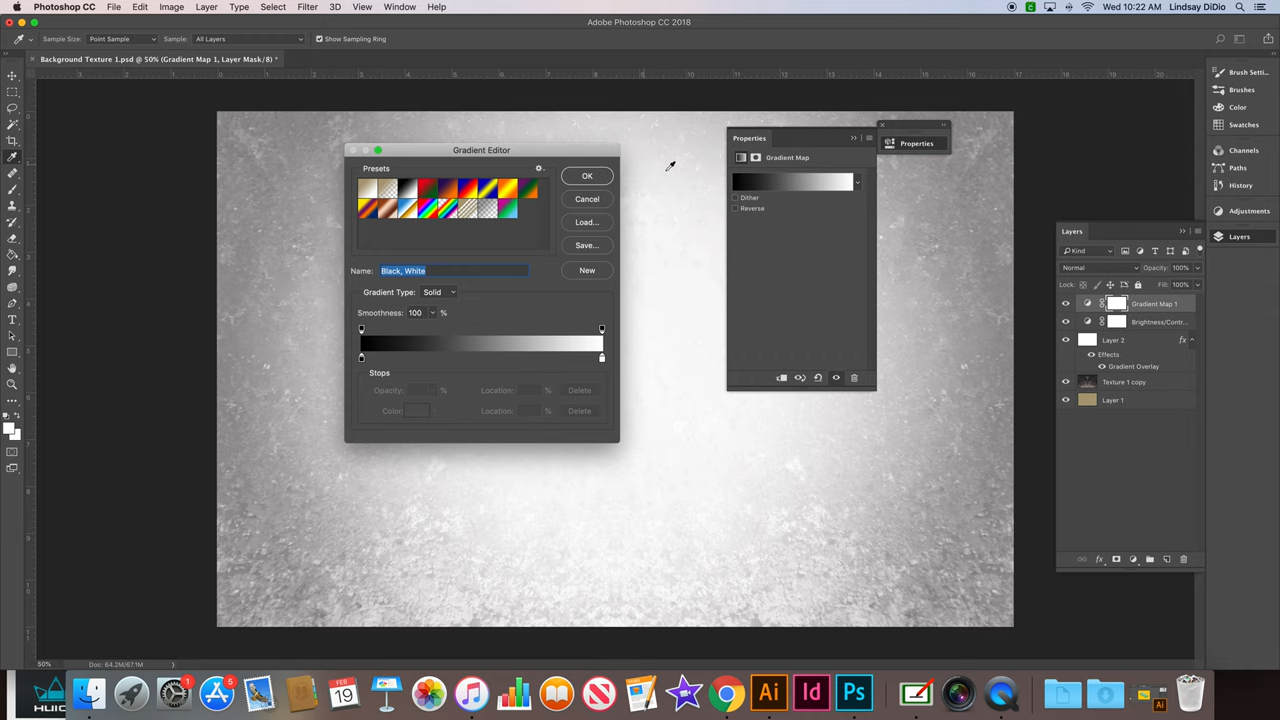 Photoshop CC File Edit Image Layer Type Select Filter 3D View Window Help Lindsay DiDio Wed 10:22 AM
Adobe Photoshop CC 2018
Sample Size: Point Sample Sample: All Layers Show Sampling Ring
Background Texture 1.psd @ 50% (Gradient Map 1, Layer Mask/8) *
Gradient Editor
Presets
OK
Cancel
Load...
Save...
Name: Black, White
New
Gradient Type: Solid
Smoothness: 100 %
Stops
Opacity: % Location: % Delete
Color: Location: % Delete
Properties
Gradient Map
Dither
Reverse
Properties
Brush Setti...
Brushes
Color
Swatches
Channels
Paths
History
Adjustments
Layers
Layers
Kind
Normal Opacity: 100%
Lock: Fill: 100%
Gradient Map 1
Brightness/Contr...
Layer 2 fx
Effects
Gradient Overlay
Texture 1 copy
Layer 1
fx
50% Doc: 64.2M/67.1M
HUIO
1
5
FEB
19
Ai
Id
Ps